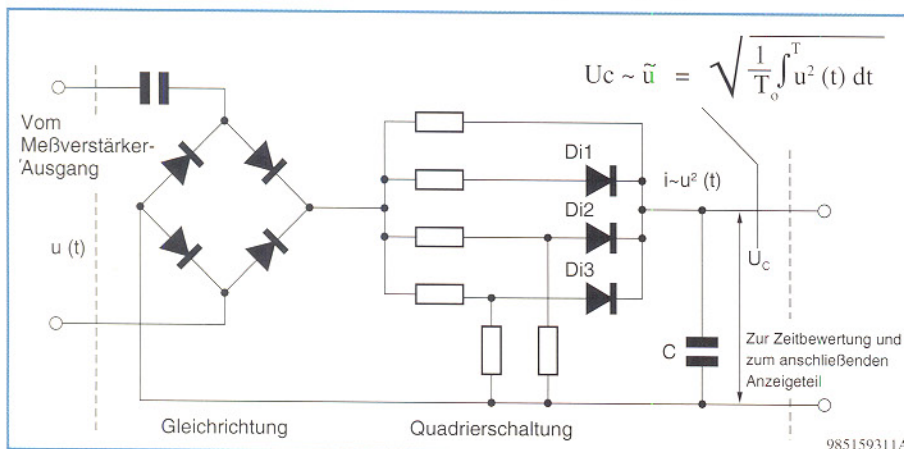 Uc ~ ũ = √ 1/T ∫₀ᵀ u² (t) dt
Vom
Meßverstärker-
Ausgang
u (t)
Di1
Di2
Di3
i~u² (t)
U_C
C
Zur Zeitbewertung und
zum anschließenden
Anzeigeteil
Gleichrichtung
Quadrierschaltung
985159311A